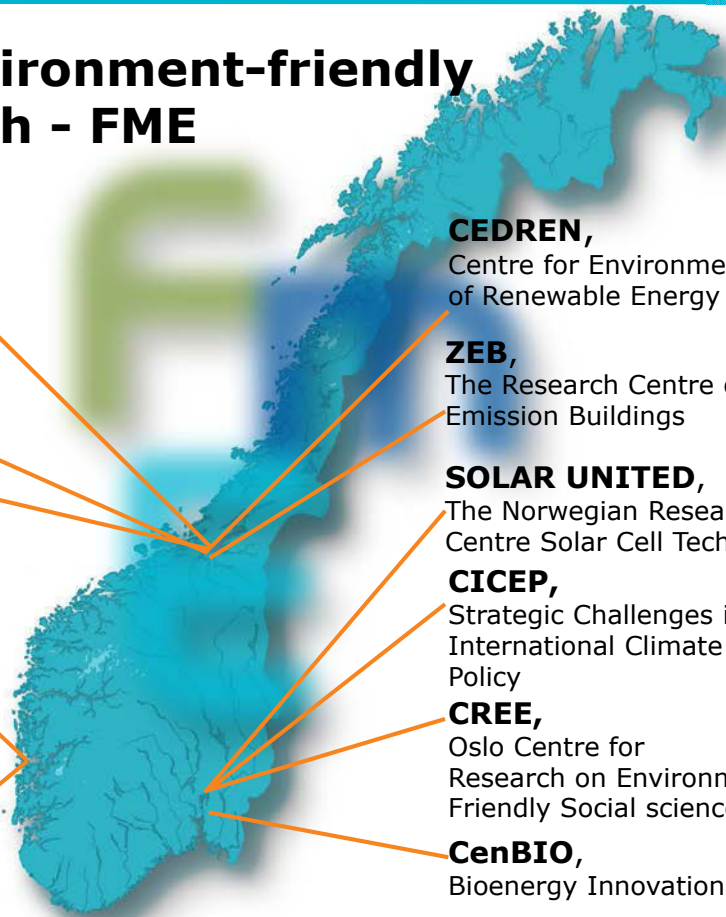 ironment-friendly
h - FME
CEDREN,
Centre for Environme
of Renewable Energy
ZEB,
The Research Centre
Emission Buildings
SOLAR UNITED,
The Norwegian Resea
Centre Solar Cell Tech
CICEP,
Strategic Challenges i
International Climate
Policy
CREE,
Oslo Centre for
Research on Environ
Friendly Social scienc
CenBIO,
Bioenergy Innovation
Fme